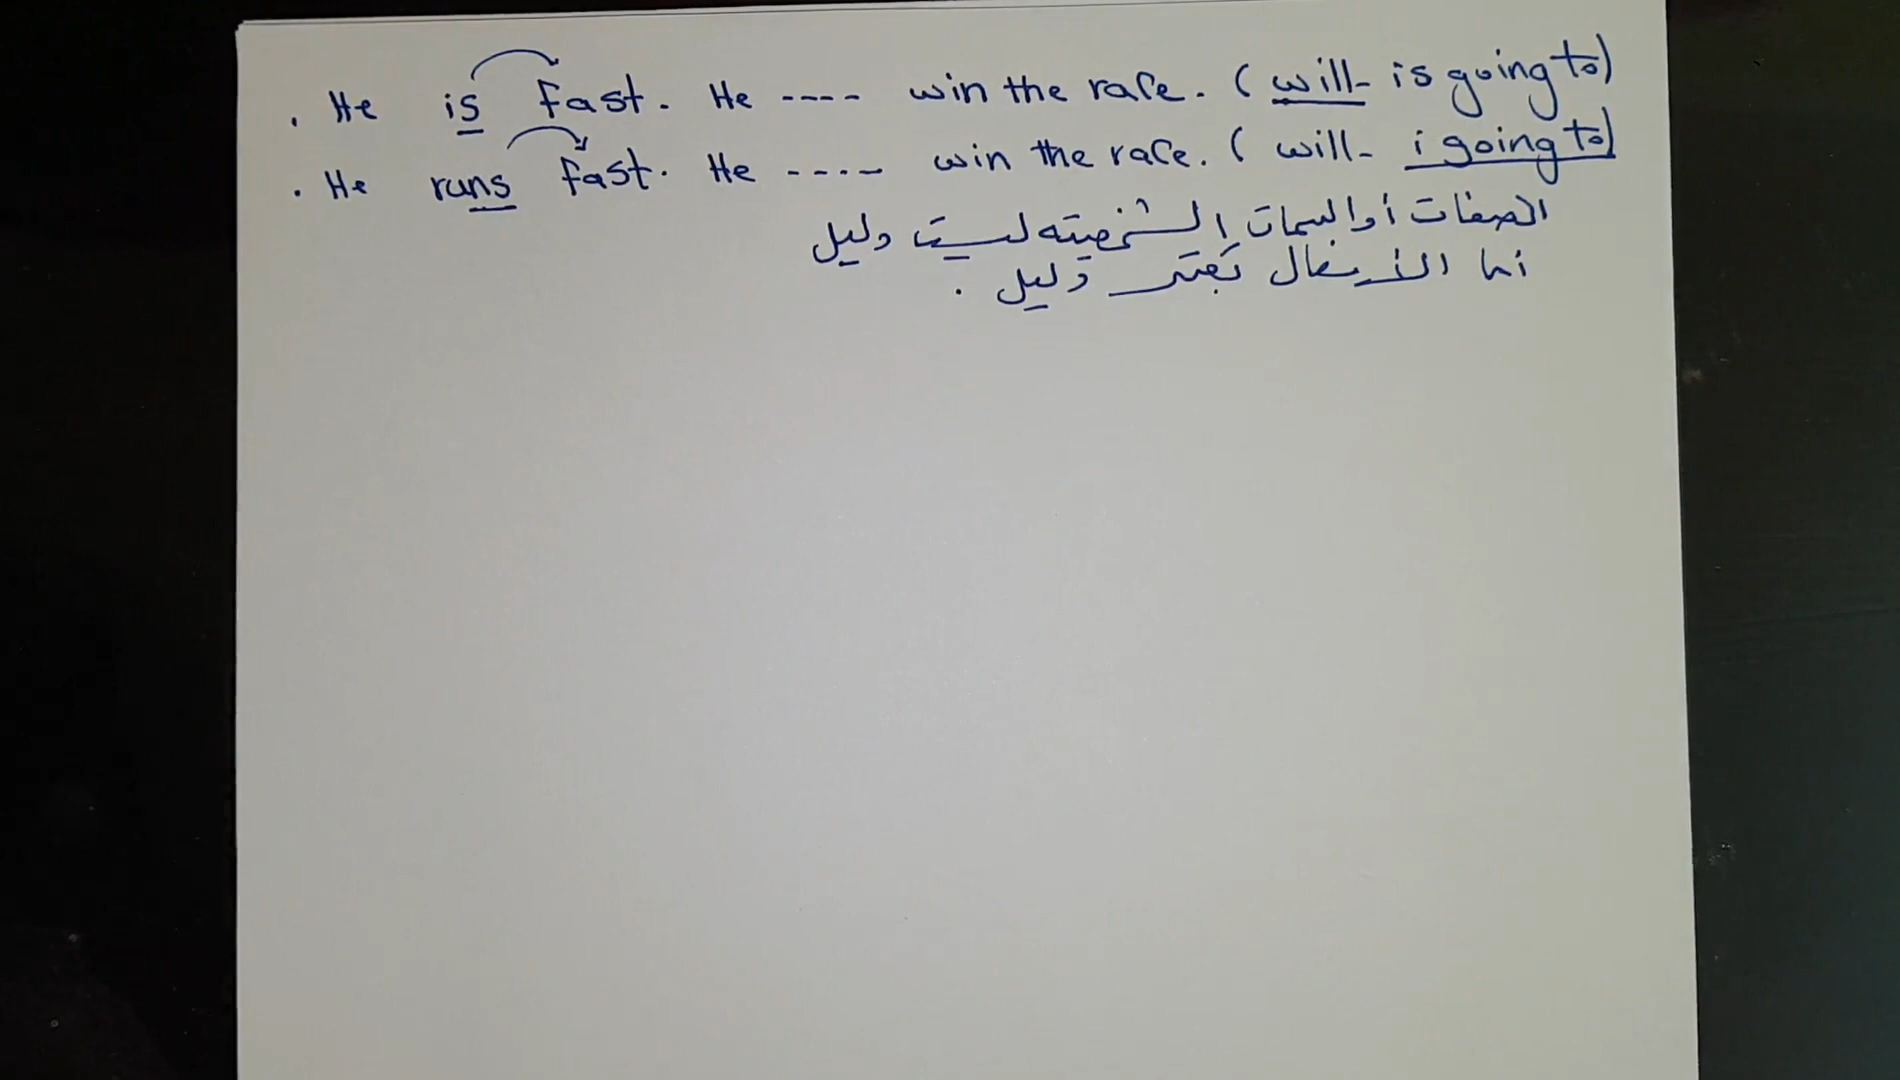 . He is fast. He ---- win the race. ( will - is going to)
. He runs fast. He ---- win the race. ( will - i going to)
الصفات أو السمات الشخصية ليست دليل
أما الأفعال تعتبر دليل .